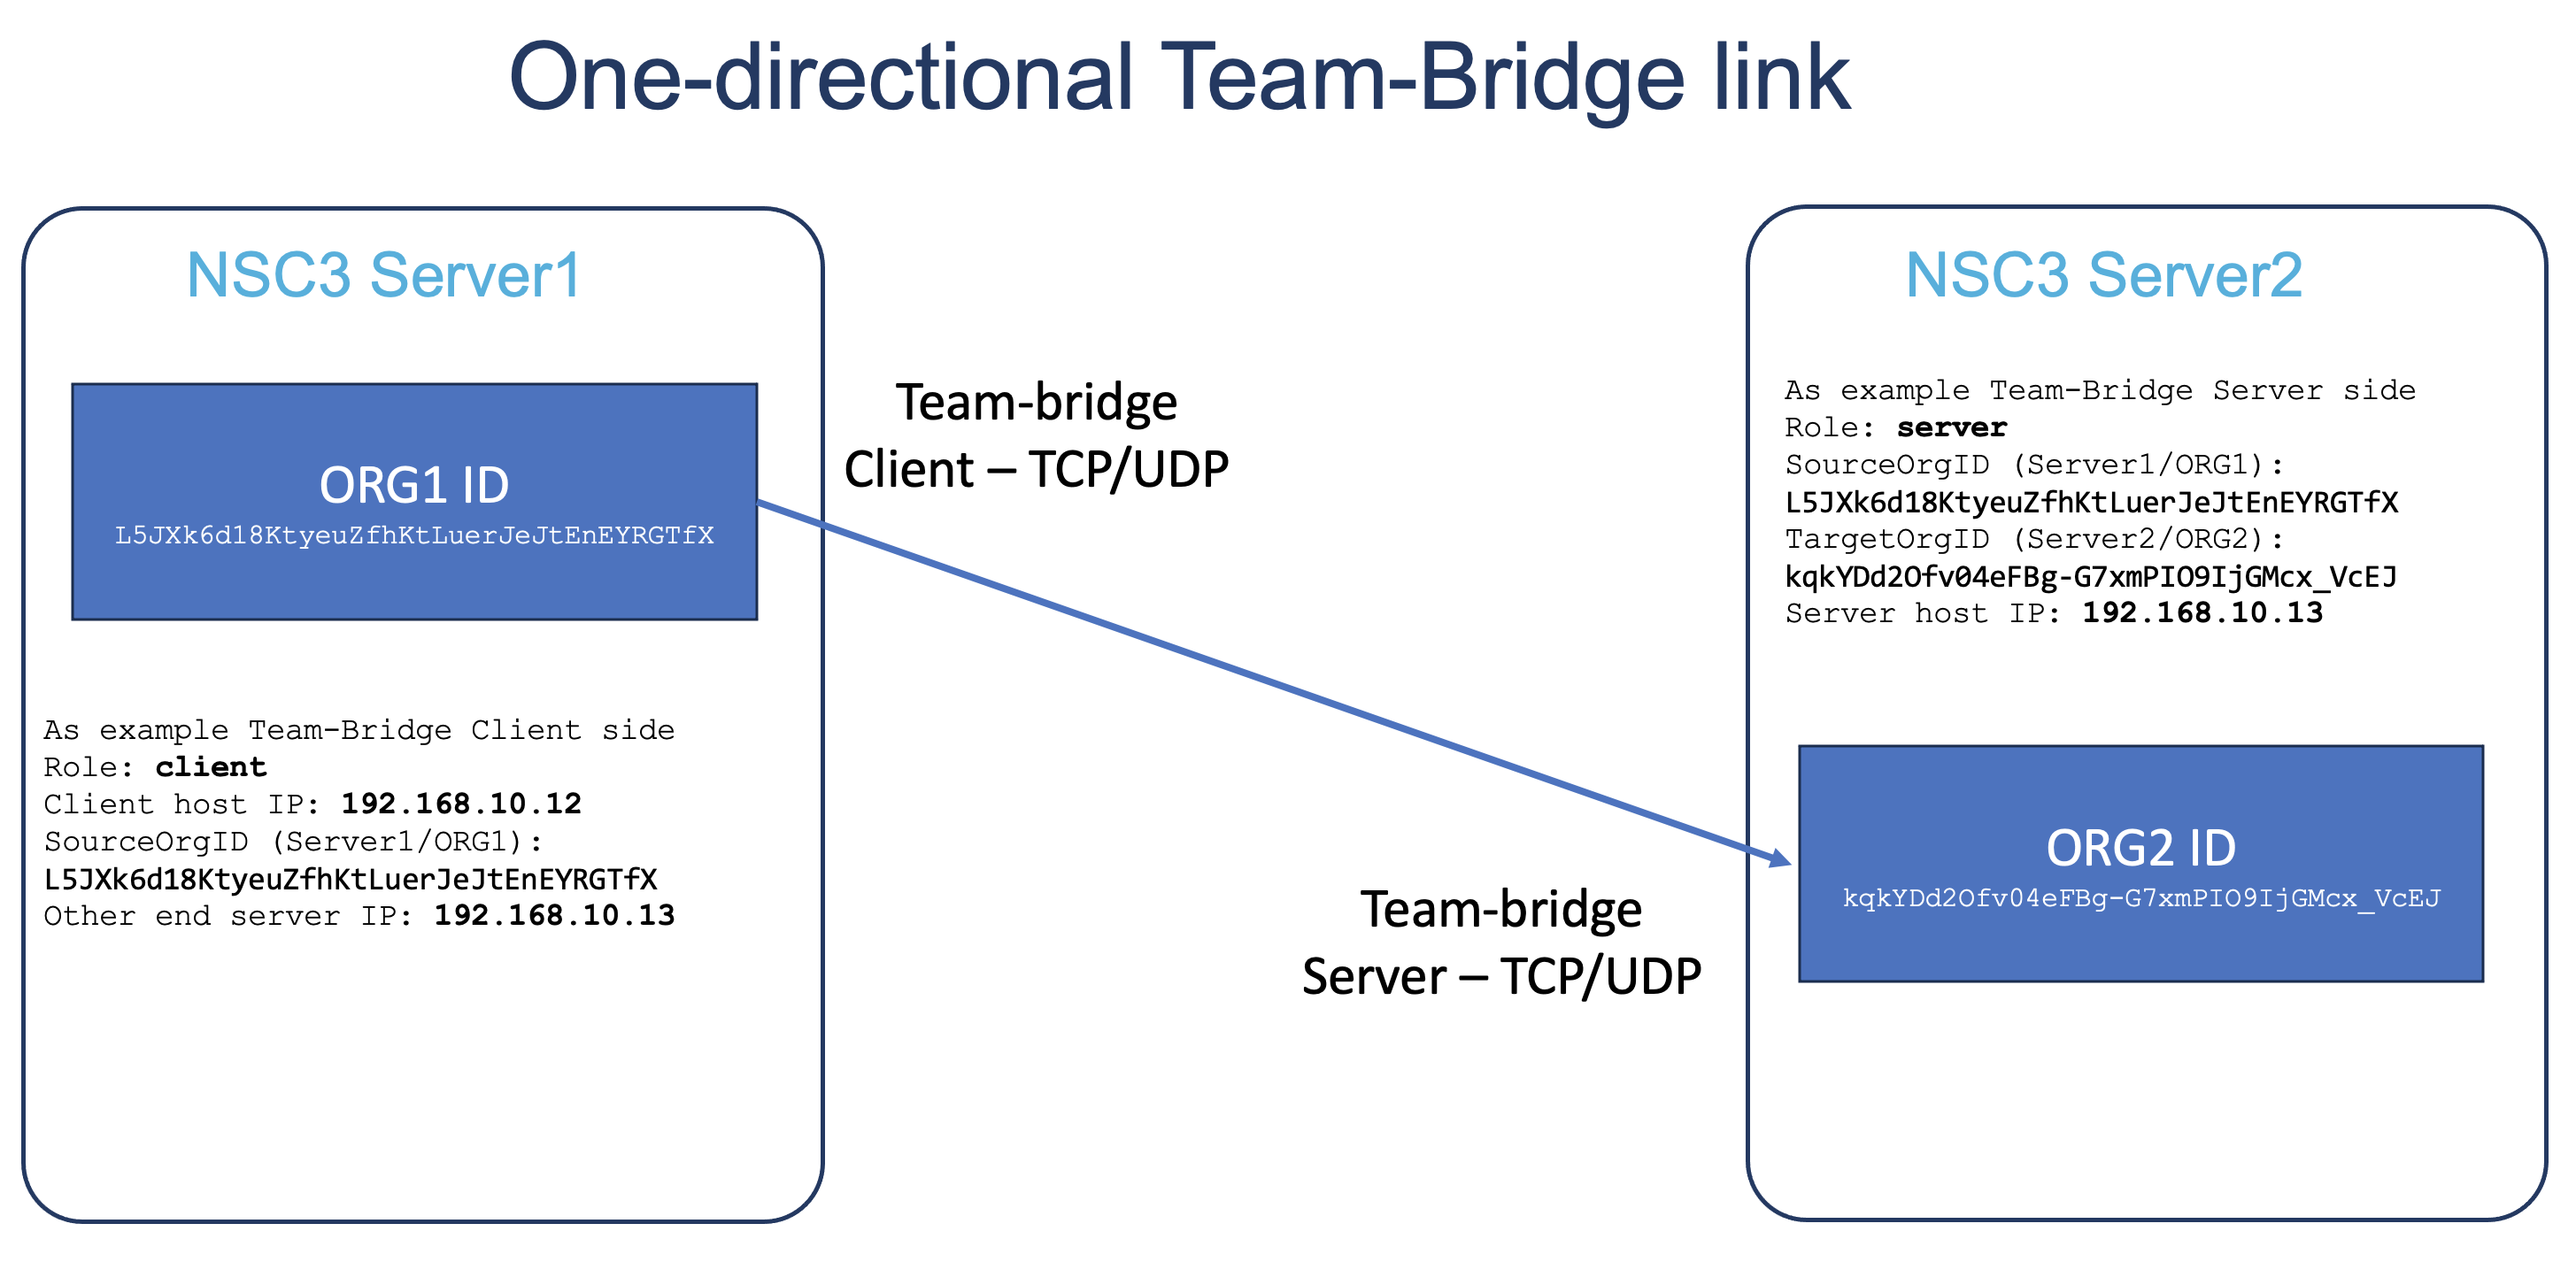 One-directional Team-Bridge link
NSC3 Server1
ORG1 ID
L5JXk6d18KtyeuZfhKtLuerJeJtEnEYRGTfX
As example Team-Bridge Client side
Role: client
Client host IP: 192.168.10.12
SourceOrgID (Server1/ORG1):
L5JXk6d18KtyeuZfhKtLuerJeJtEnEYRGTfX
Other end server IP: 192.168.10.13
Team-bridge
Client – TCP/UDP
Team-bridge
Server – TCP/UDP
NSC3 Server2
As example Team-Bridge Server side
Role: server
SourceOrgID (Server1/ORG1):
L5JXk6d18KtyeuZfhKtLuerJeJtEnEYRGTfX
TargetOrgID (Server2/ORG2):
kqkYDd2Ofv04eFBg-G7xmPIO9IjGMcx_VcEJ
Server host IP: 192.168.10.13
ORG2 ID
kqkYDd2Ofv04eFBg-G7xmPIO9IjGMcx_VcEJ